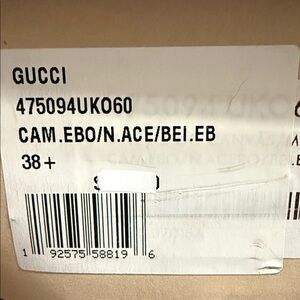 GUCCI
475094UKO60
CAM.EBO/N.ACE/BEI.EB
38+
1 92575 58819 6